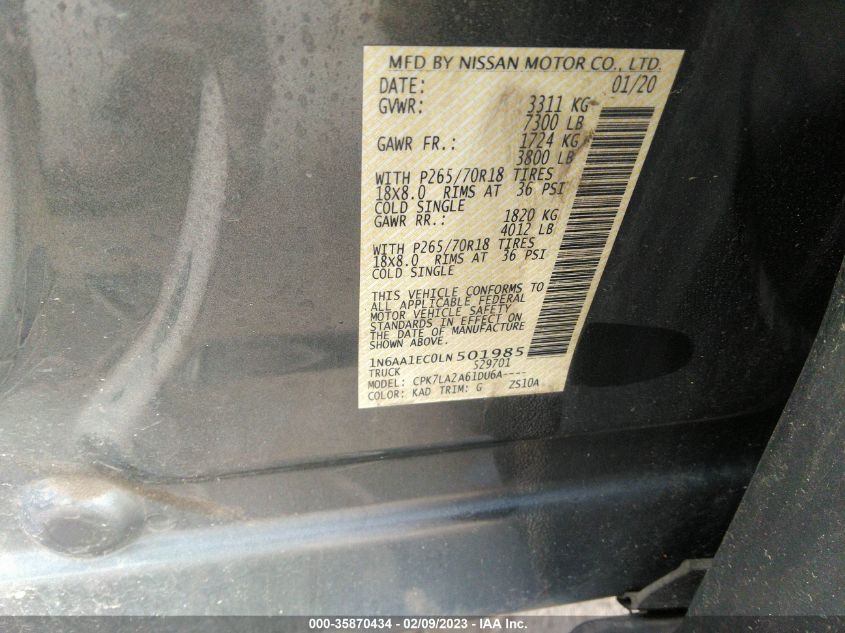 MFD BY NISSAN MOTOR CO., LTD.
DATE: 01/20
GVWR: 3311 KG
7300 LB
GAWR FR.: 1724 KG
3800 LB
WITH P265/70R18 TIRES
18X8.0 RIMS AT 36 PSI
COLD SINGLE
GAWR RR.: 1820 KG
4012 LB
WITH P265/70R18 TIRES
18X8.0 RIMS AT 36 PSI
COLD SINGLE
THIS VEHICLE CONFORMS TO
ALL APPLICABLE FEDERAL
MOTOR VEHICLE SAFETY
STANDARDS IN EFFECT ON
THE DATE OF MANUFACTURE
SHOWN ABOVE.
1N6AA1EC0LN501985
TRUCK 529701
MODEL: CPK7LAZA61DU6A----
COLOR: KAD TRIM: G ZS10A
000-35870434 - 02/09/2023 - IAA Inc.